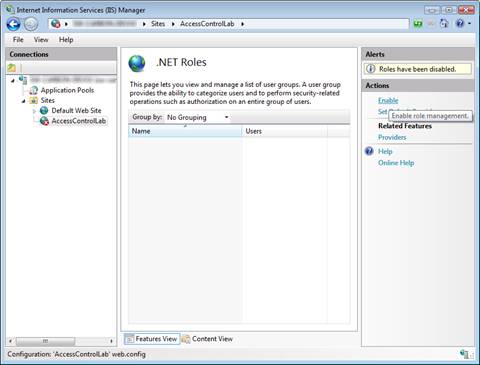 Internet Information Services (IIS) Manager
Sites
AccessControlLab
File View Help
Connections
Application Pools
Sites
Default Web Site
AccessControlLab
.NET Roles
This page lets you view and manage a list of user groups. A user group
provides the ability to categorize users and to perform security-related
operations such as authorization on an entire group of users.
Group by: No Grouping
Name Users
Features View Content View
Alerts
Roles have been disabled.
Actions
Enable
Set
Enable role management.
Related Features
Providers
Help
Online Help
Configuration: 'AccessControlLab' web.config